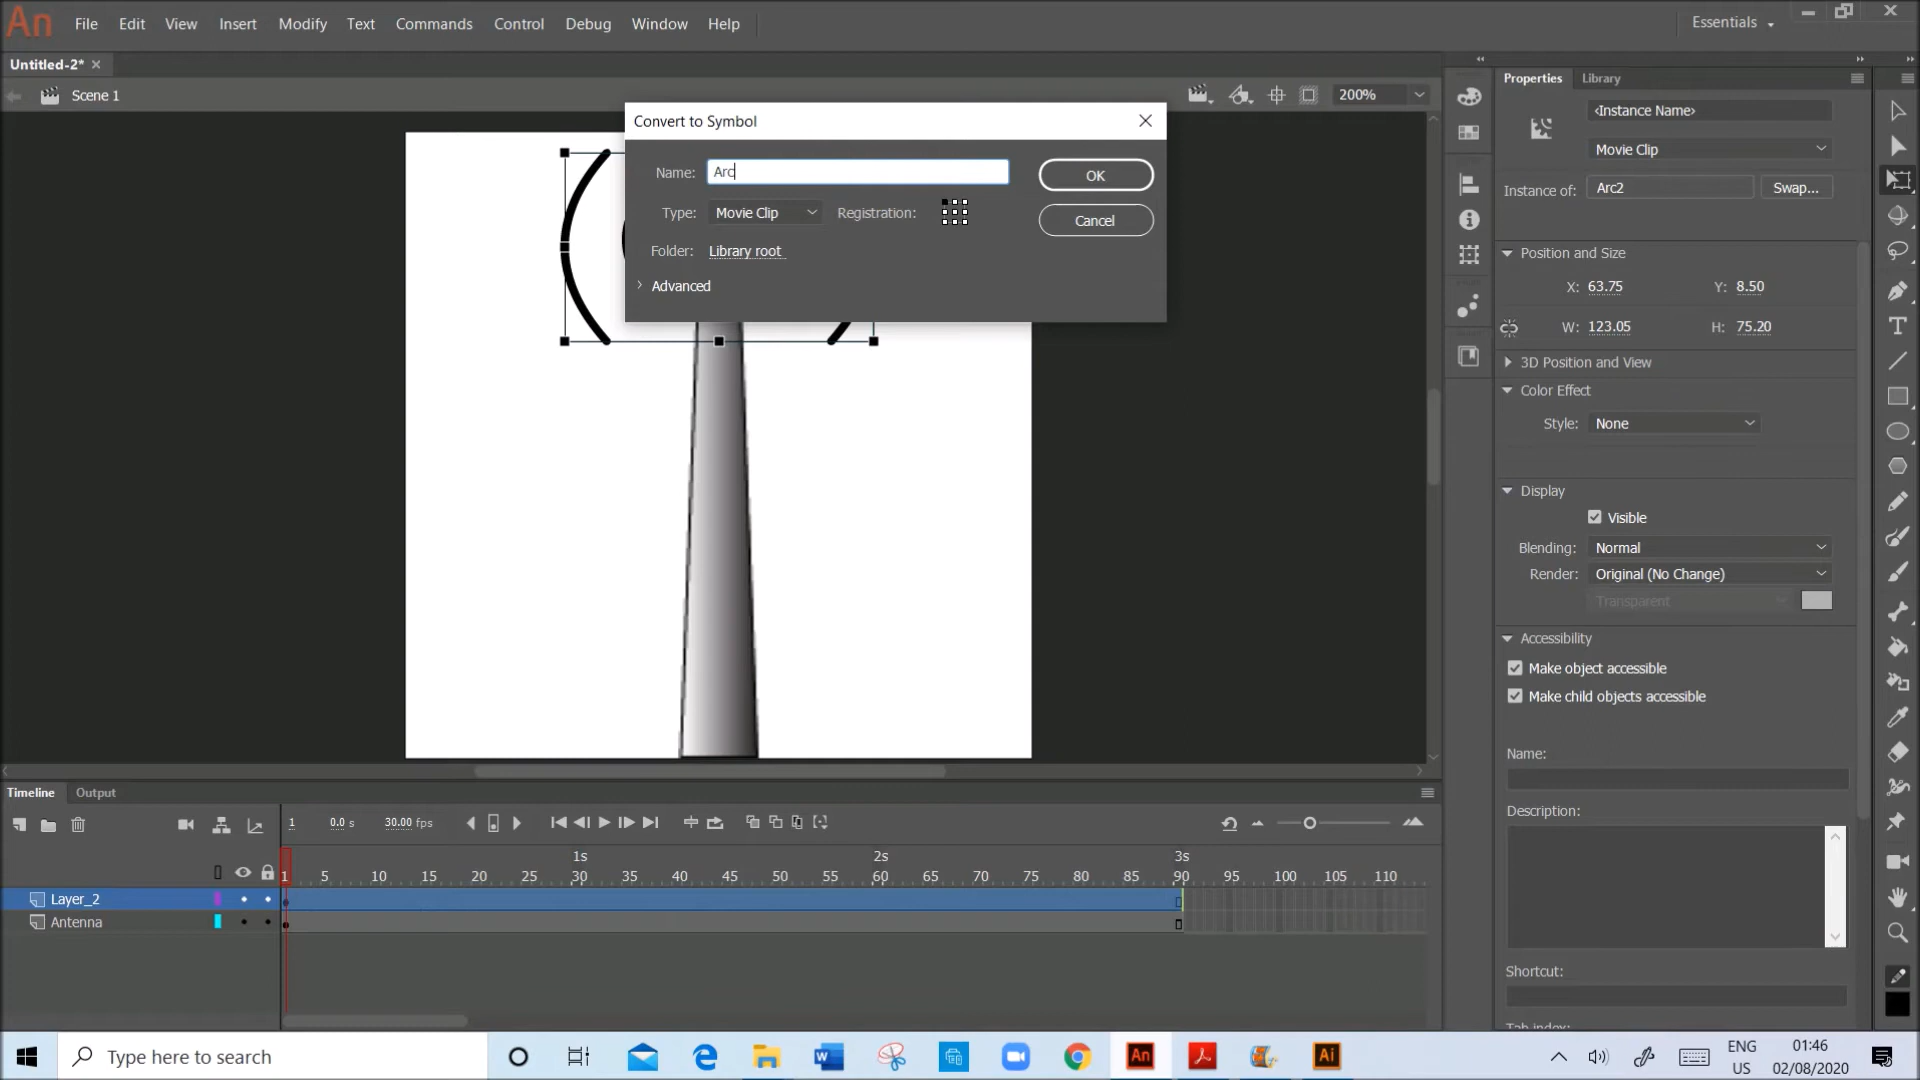 An File Edit View Insert Modify Text Commands Control Debug Window Help Essentials
Untitled-2*
Scene 1
200%
Convert to Symbol
Name: Arc
OK
Type: Movie Clip Registration:
Cancel
Folder: Library root
Advanced
Properties Library
<Instance Name>
Movie Clip
Instance of: Arc2 Swap...
Position and Size
X: 63.75 Y: 8.50
W: 123.05 H: 75.20
3D Position and View
Color Effect
Style: None
Display
Visible
Blending: Normal
Render: Original (No Change)
Transparent
Accessibility
Make object accessible
Make child objects accessible
Name:
Description:
Shortcut:
Tab index:
Timeline Output
1 0.0 s 30.00 fps
1s 2s 3s
1 5 10 15 20 25 30 35 40 45 50 55 60 65 70 75 80 85 90 95 100 105 110
Layer_2
Antenna
Type here to search
An Ai
ENG
US
01:46
02/08/2020